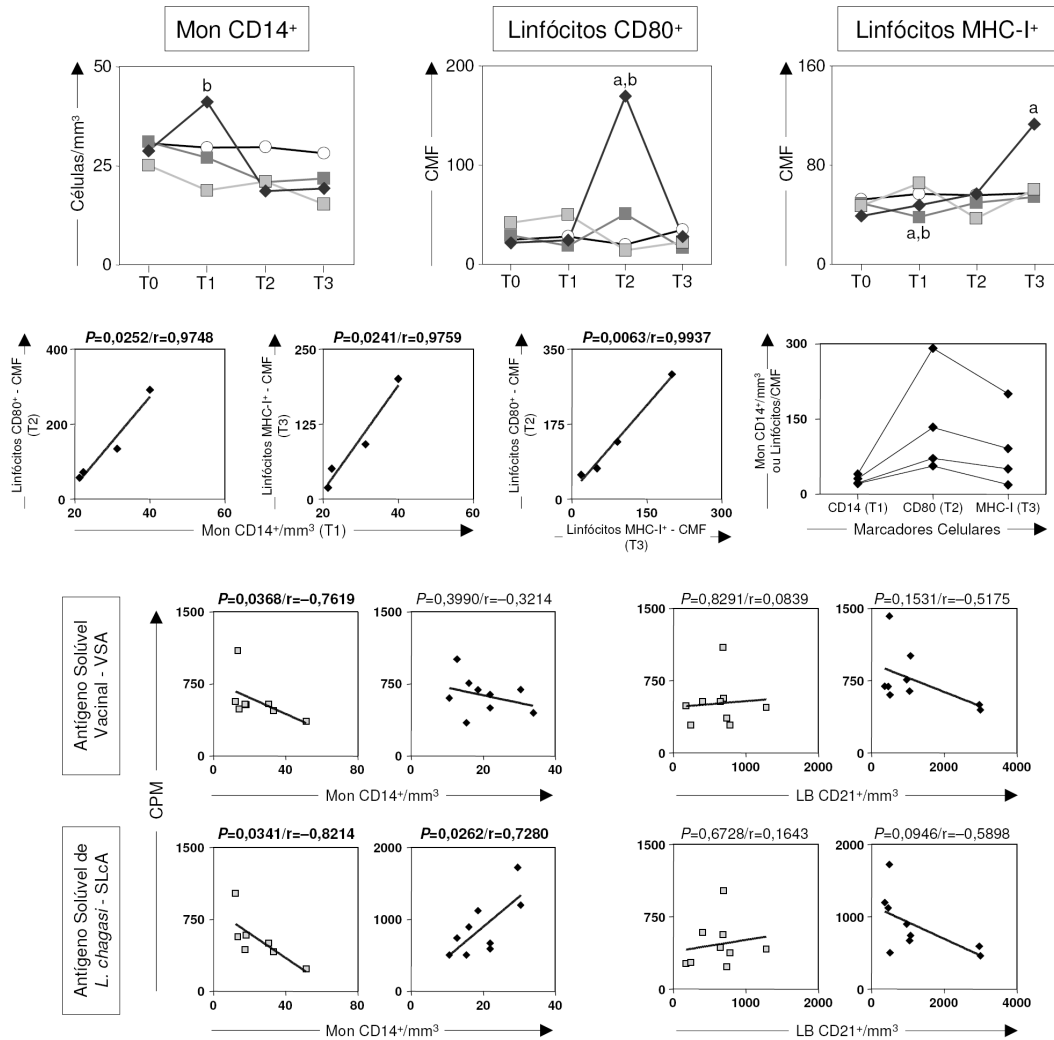 Mon CD14⁺
Linfócitos CD80⁺
Linfócitos MHC-I⁺
Células/mm³
50
25
0
b
T0 T1 T2 T3
CMF
200
100
0
a,b
T0 T1 T2 T3
CMF
160
80
0
a
a,b
T0 T1 T2 T3
P=0,0252/r=0,9748
Linfócitos CD80⁺ - CMF
(T2)
400
200
0
20 40 60
P=0,0241/r=0,9759
Linfócitos MHC-I⁺ - CMF
(T3)
250
125
0
20 40 60
Mon CD14⁺/mm³ (T1)
P=0,0063/r=0,9937
Linfócitos CD80⁺ - CMF
(T2)
350
175
0
0 150 300
Linfócitos MHC-I⁺ - CMF
(T3)
Mon CD14⁺/mm³
ou Linfócitos/CMF
300
150
0
CD14 (T1) CD80 (T2) MHC-I (T3)
Marcadores Celulares
Antígeno Solúvel
Vacinal - VSA
CPM
P=0,0368/r=–0,7619
1500
750
0
0 40 80
P=0,3990/r=–0,3214
1500
750
0
0 20 40
Mon CD14⁺/mm³
P=0,8291/r=0,0839
1500
750
0
0 1000 2000
P=0,1531/r=–0,5175
1500
750
0
0 2000 4000
LB CD21⁺/mm³
Antígeno Solúvel de
L. chagasi - SLcA
P=0,0341/r=–0,8214
1500
750
0
0 40 80
P=0,0262/r=0,7280
2000
1000
0
0 20 40
Mon CD14⁺/mm³
P=0,6728/r=0,1643
1500
750
0
0 1000 2000
P=0,0946/r=–0,5898
2000
1000
0
0 2000 4000
LB CD21⁺/mm³